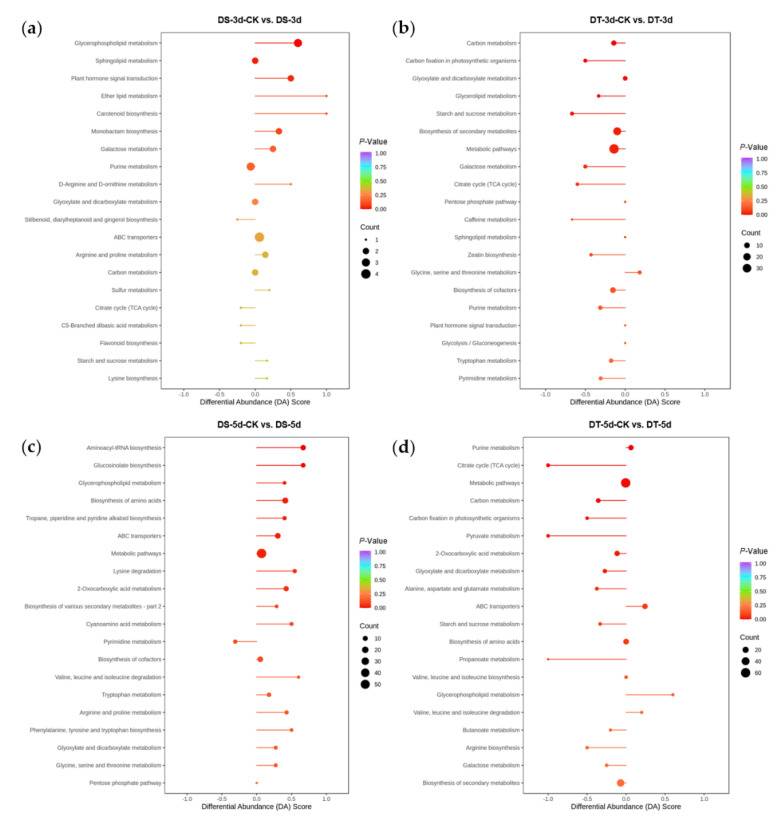 (a)
DS-3d-CK vs. DS-3d
Glycerophospholipid metabolism
Sphingolipid metabolism
Plant hormone signal transduction
Ether lipid metabolism
Carotenoid biosynthesis
Monobactam biosynthesis
Galactose metabolism
Purine metabolism
D-Arginine and D-ornithine metabolism
Glyoxylate and dicarboxylate metabolism
Stilbenoid, diarylheptanoid and gingerol biosynthesis
ABC transporters
Arginine and proline metabolism
Carbon metabolism
Sulfur metabolism
Citrate cycle (TCA cycle)
C5-Branched dibasic acid metabolism
Flavonoid biosynthesis
Starch and sucrose metabolism
Lysine biosynthesis
-1.0 -0.5 0.0 0.5 1.0
Differential Abundance (DA) Score
P-Value
1.00
0.75
0.50
0.25
0.00
Count
1
2
3
4
(b)
DT-3d-CK vs. DT-3d
Carbon metabolism
Carbon fixation in photosynthetic organisms
Glyoxylate and dicarboxylate metabolism
Glycerolipid metabolism
Starch and sucrose metabolism
Biosynthesis of secondary metabolites
Metabolic pathways
Galactose metabolism
Citrate cycle (TCA cycle)
Pentose phosphate pathway
Caffeine metabolism
Sphingolipid metabolism
Zeatin biosynthesis
Glycine, serine and threonine metabolism
Biosynthesis of cofactors
Purine metabolism
Plant hormone signal transduction
Glycolysis / Gluconeogenesis
Tryptophan metabolism
Pyrimidine metabolism
-1.0 -0.5 0.0 0.5 1.0
Differential Abundance (DA) Score
P-Value
1.00
0.75
0.50
0.25
0.00
Count
10
20
30
(c)
DS-5d-CK vs. DS-5d
Aminoacyl-tRNA biosynthesis
Glucosinolate biosynthesis
Glycerophospholipid metabolism
Biosynthesis of amino acids
Tropane, piperidine and pyridine alkaloid biosynthesis
ABC transporters
Metabolic pathways
Lysine degradation
2-Oxocarboxylic acid metabolism
Biosynthesis of various secondary metabolites - part 2
Cyanoamino acid metabolism
Pyrimidine metabolism
Biosynthesis of cofactors
Valine, leucine and isoleucine degradation
Tryptophan metabolism
Arginine and proline metabolism
Phenylalanine, tyrosine and tryptophan biosynthesis
Glyoxylate and dicarboxylate metabolism
Glycine, serine and threonine metabolism
Pentose phosphate pathway
-1.0 -0.5 0.0 0.5 1.0
Differential Abundance (DA) Score
P-Value
1.00
0.75
0.50
0.25
0.00
Count
10
20
30
40
50
(d)
DT-5d-CK vs. DT-5d
Purine metabolism
Citrate cycle (TCA cycle)
Metabolic pathways
Carbon metabolism
Carbon fixation in photosynthetic organisms
Pyruvate metabolism
2-Oxocarboxylic acid metabolism
Glyoxylate and dicarboxylate metabolism
Alanine, aspartate and glutamate metabolism
ABC transporters
Starch and sucrose metabolism
Biosynthesis of amino acids
Propanoate metabolism
Valine, leucine and isoleucine biosynthesis
Glycerophospholipid metabolism
Valine, leucine and isoleucine degradation
Butanoate metabolism
Arginine biosynthesis
Galactose metabolism
Biosynthesis of secondary metabolites
-1.0 -0.5 0.0 0.5 1.0
Differential Abundance (DA) Score
P-Value
1.00
0.75
0.50
0.25
0.00
Count
20
40
60